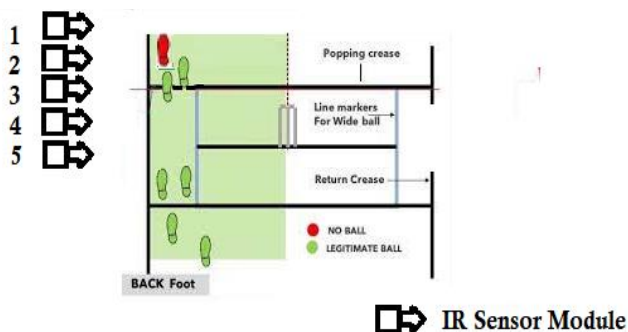 1
2
3
4
5
Popping crease
Line markers
For Wide ball
Return Crease
NO BALL
LEGITIMATE BALL
BACK Foot
IR Sensor Module